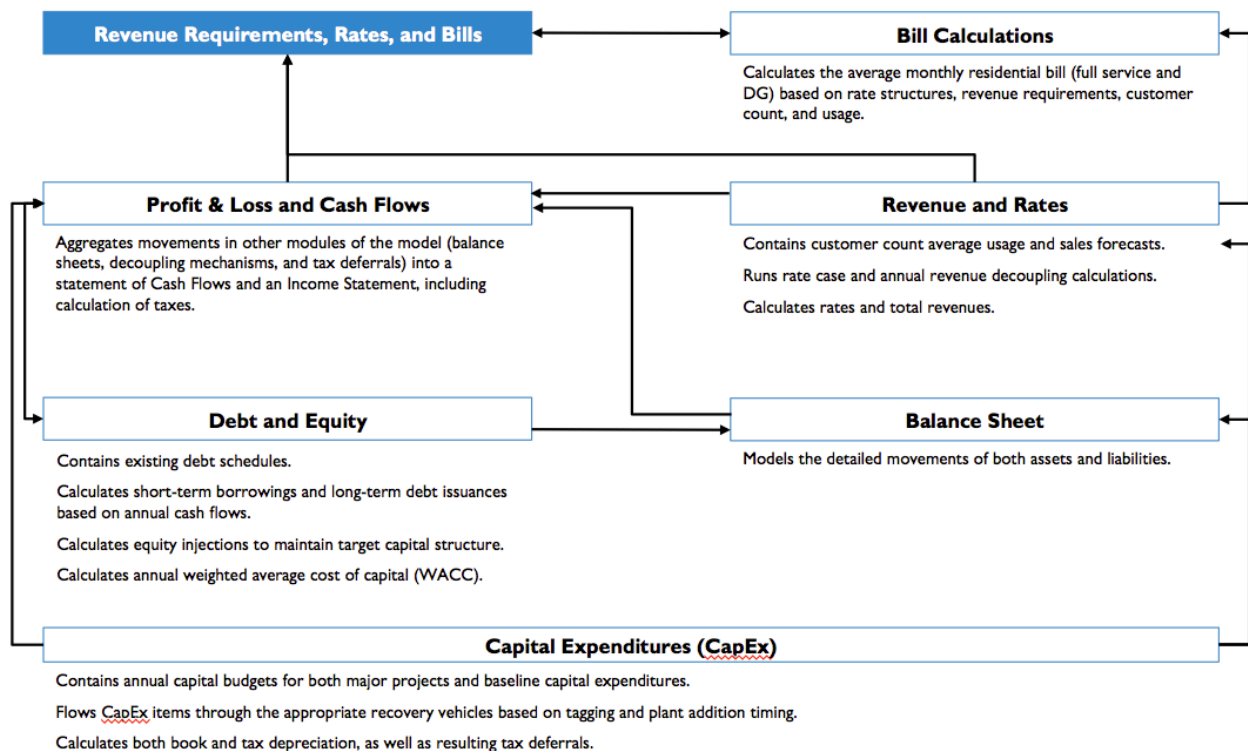 Revenue Requirements, Rates, and Bills
Bill Calculations
Calculates the average monthly residential bill (full service and
DG) based on rate structures, revenue requirements, customer
count, and usage.
Profit & Loss and Cash Flows
Aggregates movements in other modules of the model (balance
sheets, decoupling mechanisms, and tax deferrals) into a
statement of Cash Flows and an Income Statement, including
calculation of taxes.
Revenue and Rates
Contains customer count average usage and sales forecasts.
Runs rate case and annual revenue decoupling calculations.
Calculates rates and total revenues.
Debt and Equity
Contains existing debt schedules.
Calculates short-term borrowings and long-term debt issuances
based on annual cash flows.
Calculates equity injections to maintain target capital structure.
Calculates annual weighted average cost of capital (WACC).
Balance Sheet
Models the detailed movements of both assets and liabilities.
Capital Expenditures (CapEx)
Contains annual capital budgets for both major projects and baseline capital expenditures.
Flows CapEx items through the appropriate recovery vehicles based on tagging and plant addition timing.
Calculates both book and tax depreciation, as well as resulting tax deferrals.